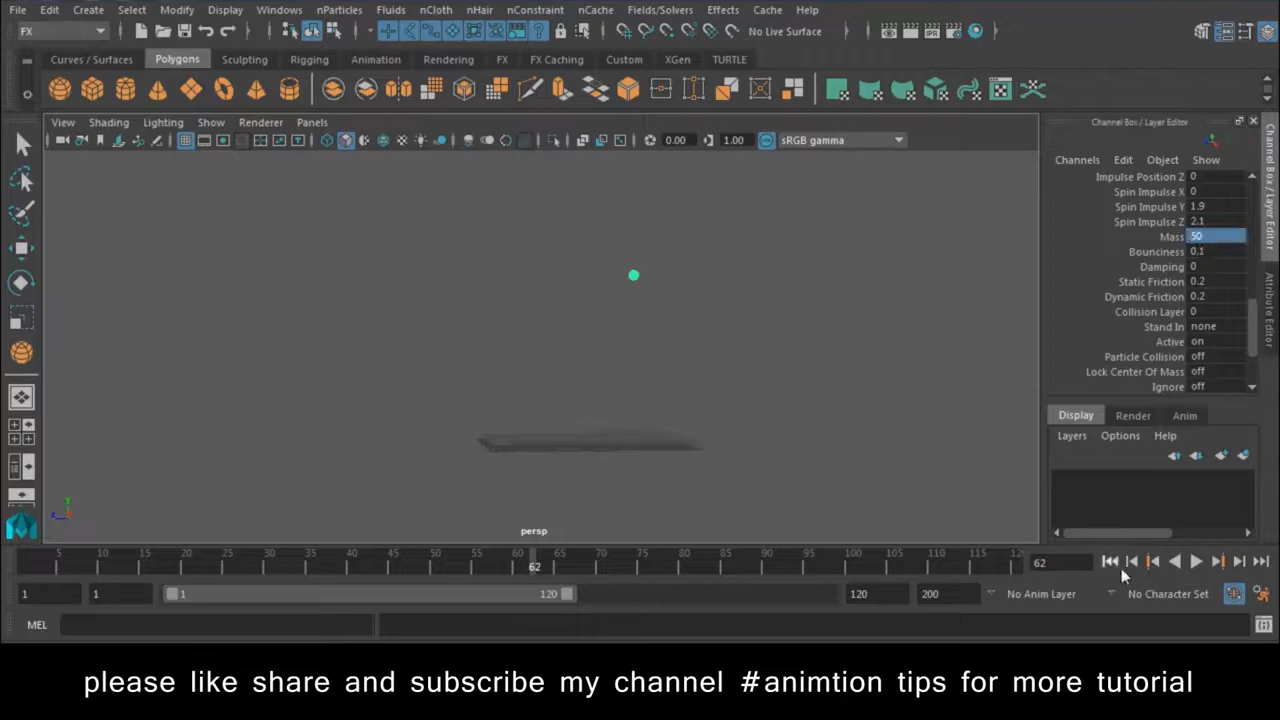 File Edit Create Select Modify Display Windows nParticles Fluids nCloth nHair nConstraint nCache Fields/Solvers Effects Cache Help
FX No Live Surface
Curves / Surfaces Polygons Sculpting Rigging Animation Rendering FX FX Caching Custom XGen TURTLE
View Shading Lighting Show Renderer Panels
0.00 1.00 sRGB gamma
Channel Box / Layer Editor
Channels Edit Object Show
Impulse Position Z 0
Spin Impulse X 0
Spin Impulse Y 1.9
Spin Impulse Z 2.1
Mass 50
Bounciness 0.1
Damping 0
Static Friction 0.2
Dynamic Friction 0.2
Collision Layer 0
Stand In none
Active on
Particle Collision off
Lock Center Of Mass off
Ignore off
Channel Box / Layer Editor
Attribute Editor
Display Render Anim
Layers Options Help
persp
5 10 15 20 25 30 35 40 45 50 55 60 65 70 75 80 85 90 95 100 105 110 115 12
62 62
1 1 1 120 120 200 No Anim Layer No Character Set
MEL
please like share and subscribe my channel #animtion tips for more tutorial